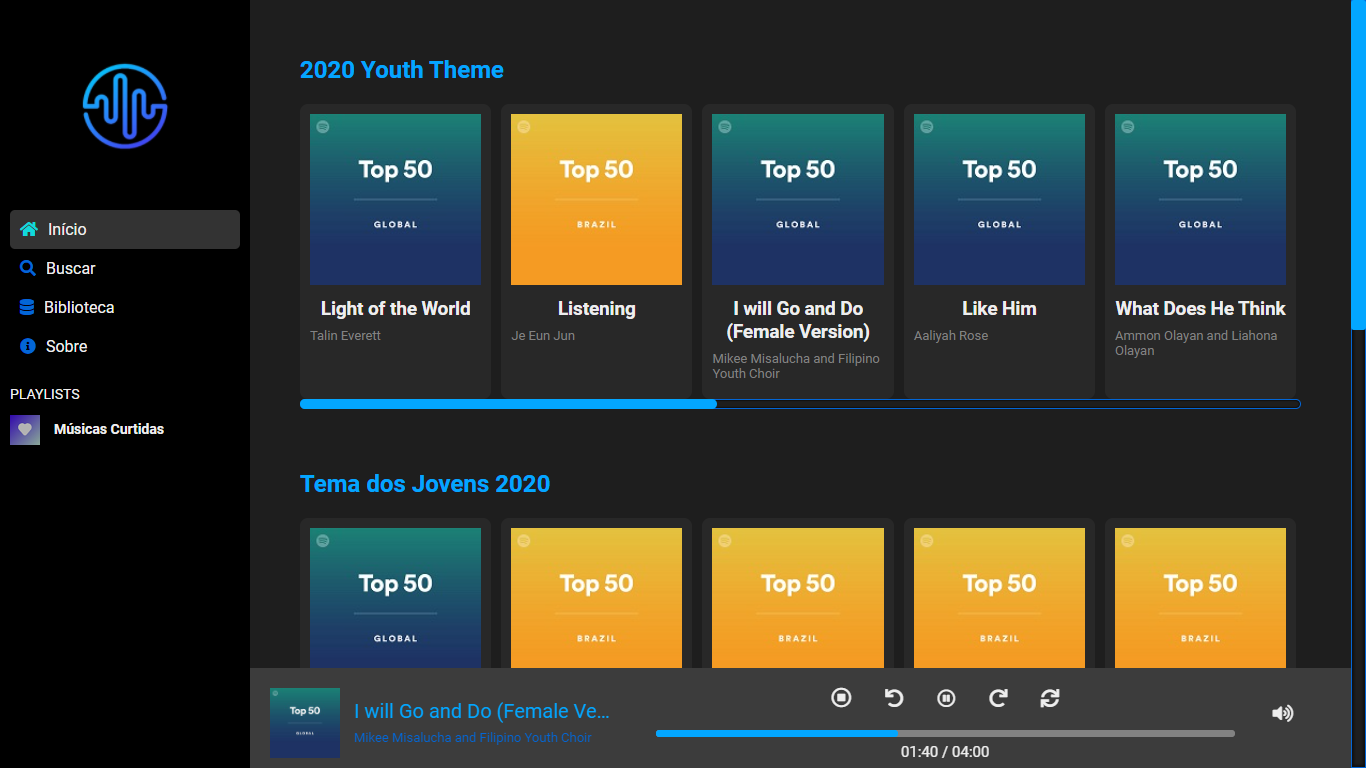 Início
Buscar
Biblioteca
Sobre
PLAYLISTS
Músicas Curtidas
2020 Youth Theme
Top 50
GLOBAL
Light of the World
Talin Everett
Top 50
BRAZIL
Listening
Je Eun Jun
Top 50
GLOBAL
I will Go and Do
(Female Version)
Mikee Misalucha and Filipino
Youth Choir
Top 50
GLOBAL
Like Him
Aaliyah Rose
Top 50
GLOBAL
What Does He Think
Ammon Olayan and Liahona
Olayan
Tema dos Jovens 2020
Top 50
GLOBAL
Top 50
BRAZIL
Top 50
BRAZIL
Top 50
BRAZIL
Top 50
BRAZIL
Top 50
GLOBAL
I will Go and Do (Female Ve...
Mikee Misalucha and Filipino Youth Choir
01:40 / 04:00